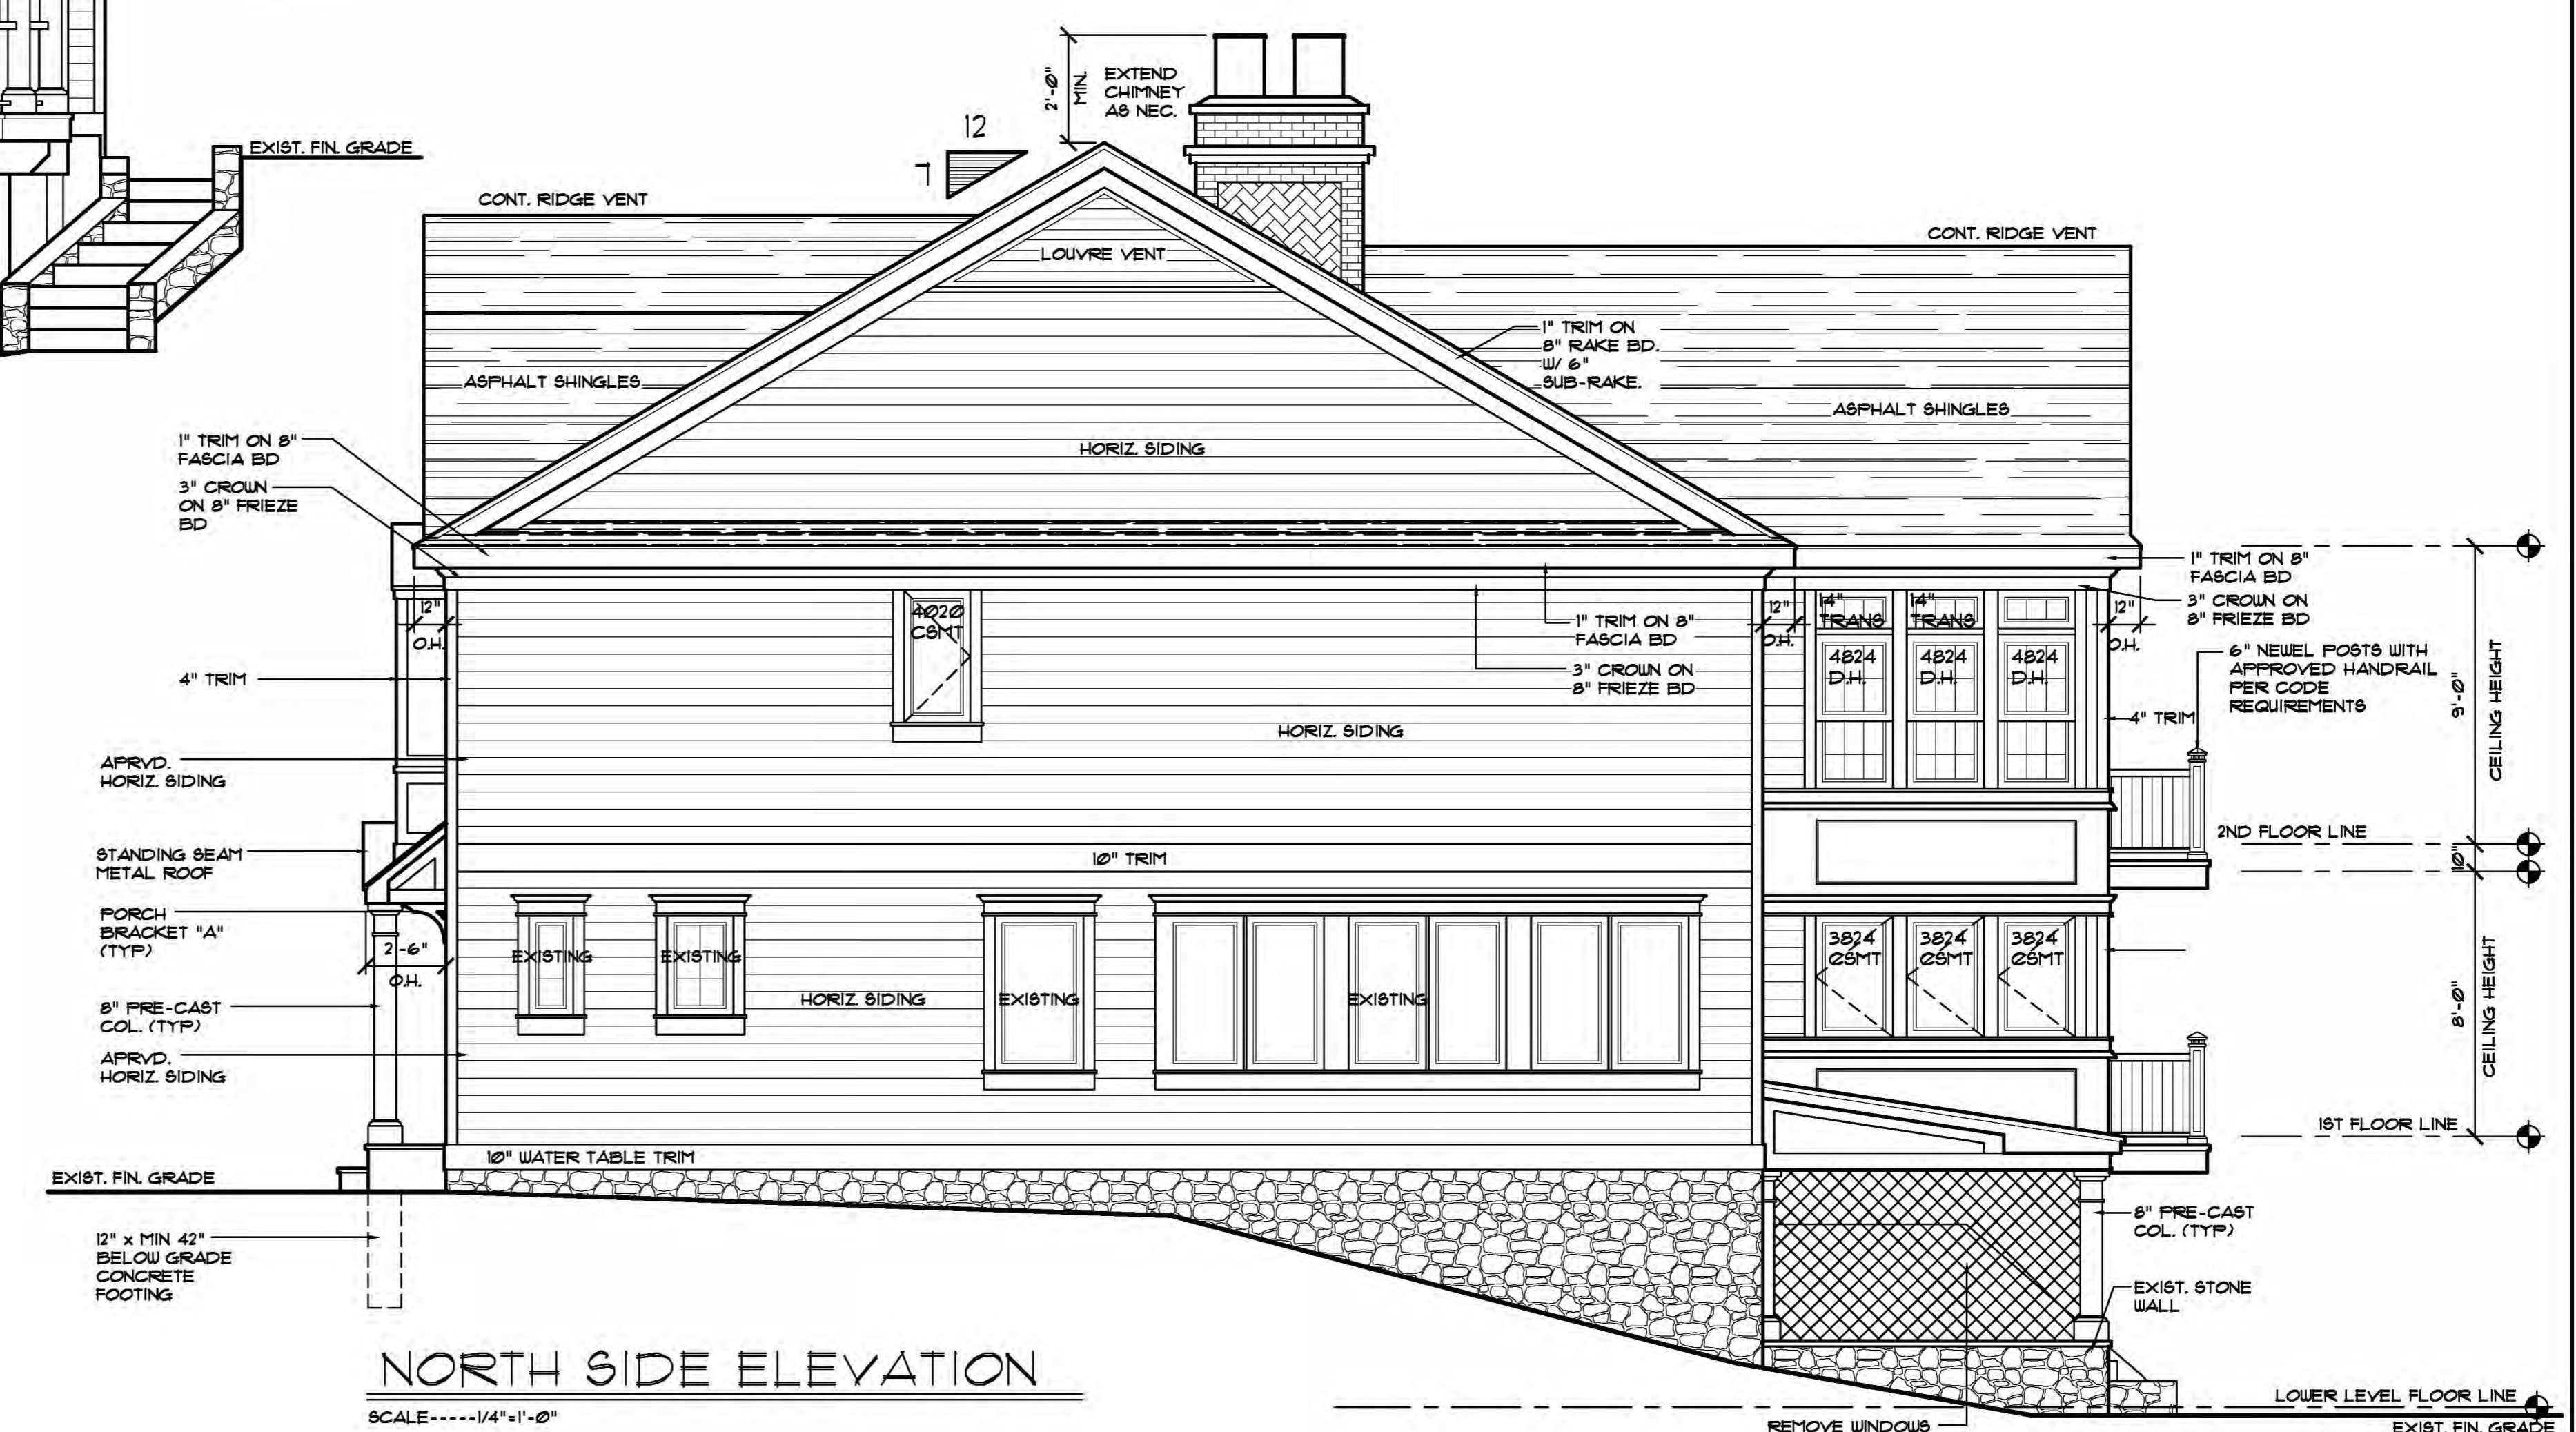 EXIST. FIN. GRADE
2'-0"
MIN.
EXTEND
CHIMNEY
AS NEC.
12
7
CONT. RIDGE VENT
CONT. RIDGE VENT
LOUVRE VENT
1" TRIM ON
8" RAKE BD.
W/ 6"
SUB-RAKE.
ASPHALT SHINGLES
ASPHALT SHINGLES
HORIZ. SIDING
1" TRIM ON 8"
FASCIA BD
3" CROWN
ON 8" FRIEZE
BD
12"
O.H.
4020
CSMT
1" TRIM ON 8"
FASCIA BD
3" CROWN ON
8" FRIEZE BD
12"
O.H.
14"
TRANS
14"
TRANS
12"
O.H.
1" TRIM ON 8"
FASCIA BD
3" CROWN ON
8" FRIEZE BD
4824
D.H.
4824
D.H.
4824
D.H.
6" NEWEL POSTS WITH
APPROVED HANDRAIL
PER CODE
REQUIREMENTS
4" TRIM
4" TRIM
9'-0"
CEILING HEIGHT
HORIZ. SIDING
APRVD.
HORIZ. SIDING
2ND FLOOR LINE
10"
STANDING SEAM
METAL ROOF
10" TRIM
PORCH
BRACKET "A"
(TYP)
2'-6"
O.H.
EXISTING
EXISTING
EXISTING
EXISTING
HORIZ. SIDING
3824
CSMT
3824
CSMT
3824
CSMT
8'-0"
CEILING HEIGHT
8" PRE-CAST
COL. (TYP)
APRVD.
HORIZ. SIDING
1ST FLOOR LINE
10" WATER TABLE TRIM
EXIST. FIN. GRADE
12" x MIN 42"
BELOW GRADE
CONCRETE
FOOTING
8" PRE-CAST
COL. (TYP)
EXIST. STONE
WALL
NORTH SIDE ELEVATION
SCALE-----1/4"=1'-0"
LOWER LEVEL FLOOR LINE
REMOVE WINDOWS
EXIST. FIN. GRADE